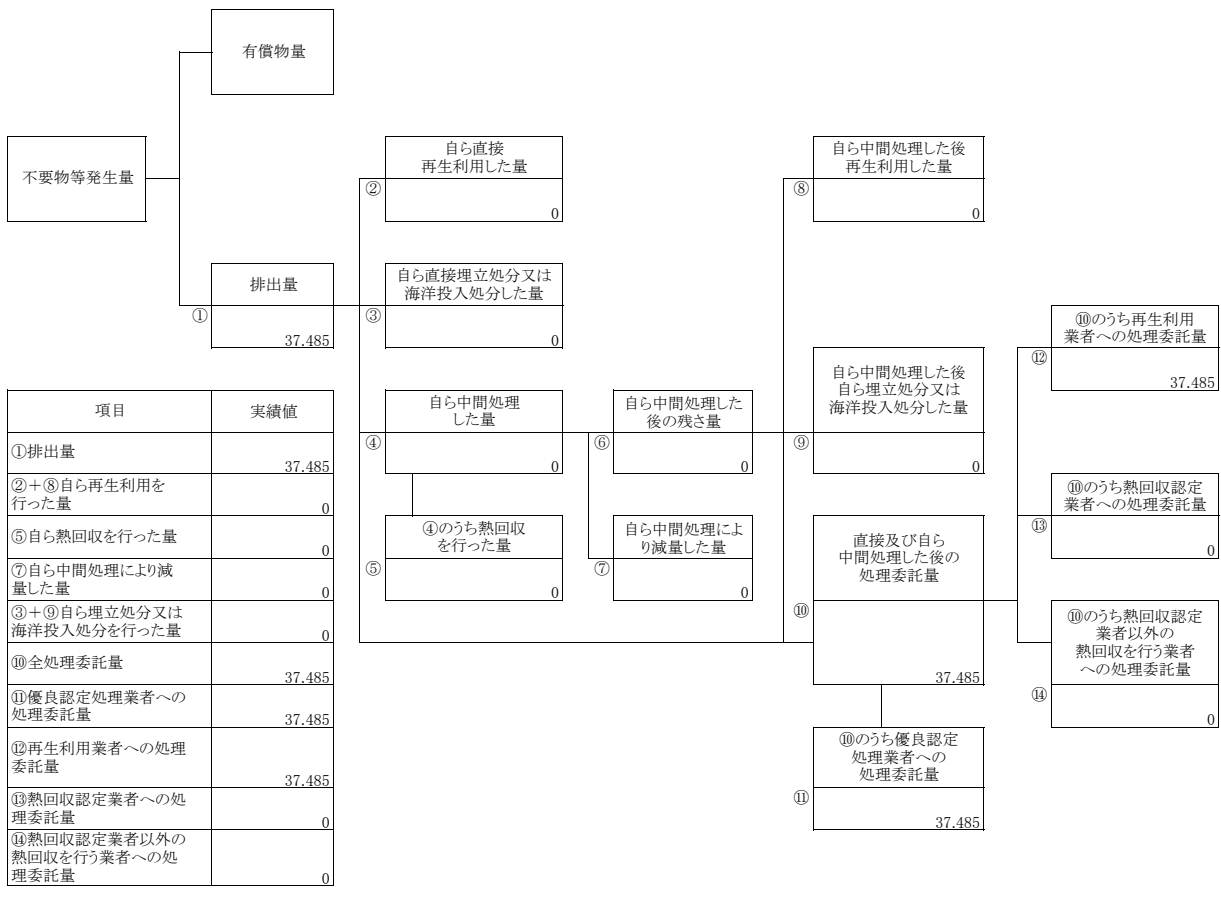 有償物量
不要物等発生量
自ら直接
再生利用した量
②
0
自ら中間処理した後
再生利用した量
⑧
0
排出量
①
37.485
自ら直接埋立処分又は
海洋投入処分した量
③
0
⑩のうち再生利用
業者への処理委託量
⑫
37.485
自ら中間処理した後
自ら埋立処分又は
海洋投入処分した量
⑨
0
自ら中間処理
した量
④
0
自ら中間処理した
後の残さ量
⑥
0
⑩のうち熱回収認定
業者への処理委託量
⑬
0
④のうち熱回収
を行った量
⑤
0
自ら中間処理によ
り減量した量
⑦
0
直接及び自ら
中間処理した後の
処理委託量
⑩
37.485
⑩のうち熱回収認定
業者以外の
熱回収を行う業者
への処理委託量
⑭
0
⑩のうち優良認定
処理業者への
処理委託量
⑪
37.485
項目 実績値
①排出量
37.485
②＋⑧自ら再生利用を
行った量
0
⑤自ら熱回収を行った量
0
⑦自ら中間処理により減
量した量
0
③＋⑨自ら埋立処分又は
海洋投入処分を行った量
0
⑩全処理委託量
37.485
⑪優良認定処理業者への
処理委託量
37.485
⑫再生利用業者への処理
委託量
37.485
⑬熱回収認定業者への処
理委託量
0
⑭熱回収認定業者以外の
熱回収を行う業者への処
理委託量
0